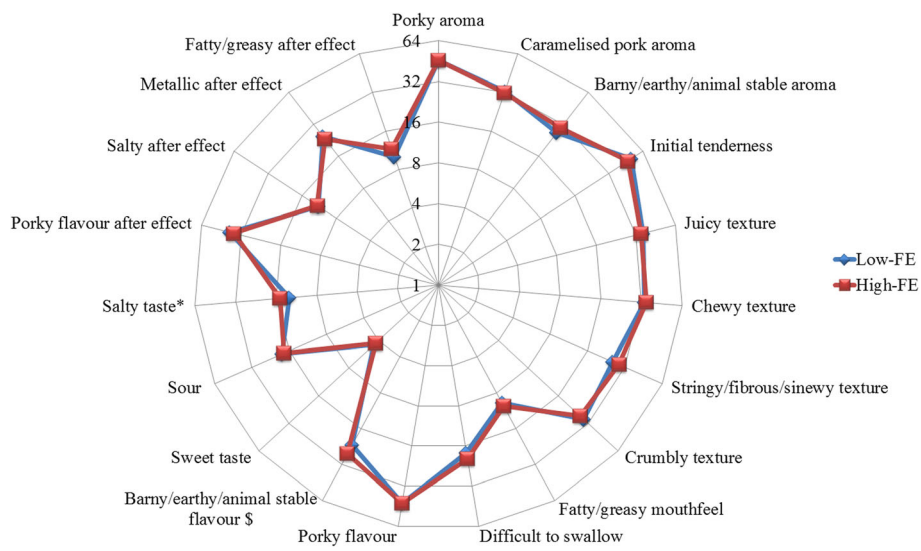 Porky aroma
Fatty/greasy after effect
Caramelised pork aroma
Metallic after effect
Barny/earthy/animal stable aroma
Salty after effect
Initial tenderness
Porky flavour after effect
Juicy texture
Salty taste*
Chewy texture
Sour
Stringy/fibrous/sinewy texture
Sweet taste
Crumbly texture
Barny/earthy/animal stable
flavour $
Fatty/greasy mouthfeel
Porky flavour
Difficult to swallow
64
32
16
8
4
2
1
Low-FE
High-FE